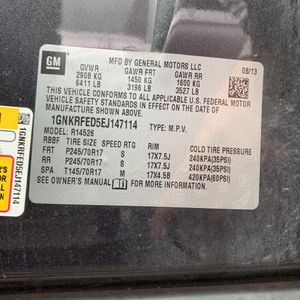 GM
MFD BY GENERAL MOTORS LLC
08/13
GVWR GAWR FRT GAWR RR
2908 KG 1450 KG 1600 KG
6411 LB 3196 LB 3527 LB
THIS VEHICLE CONFORMS TO ALL APPLICABLE U.S. FEDERAL MOTOR
VEHICLE SAFETY STANDARDS IN EFFECT ON THE DATE OF
MANUFACTURE SHOWN ABOVE.
1GNKRFED5EJ147114 TYPE: M.P.V.
MODEL: R14526
RBBF TIRE SIZE SPEED RTG RIM COLD TIRE PRESSURE
FRT P245/70R17 S 17X7.5J 240KPA(35PSI)
RR P245/70R17 S 17X7.5J 240KPA(35PSI)
SPA T145/70R17 M 17X4.5B 420KPA(60PSI)
SEE OWNER'S MANUAL FOR MORE INFORMATION
1GNKRFED5EJ147114